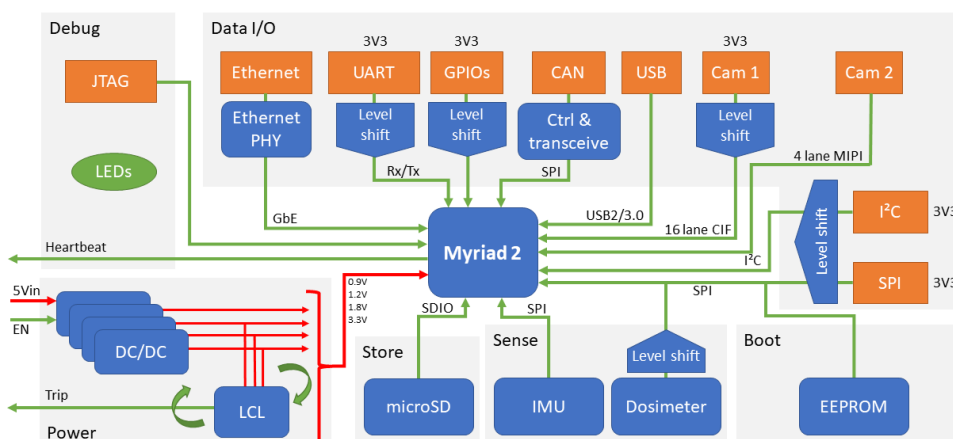 Debug
Data I/O
3V3
3V3
3V3
JTAG
Ethernet
UART
GPIOs
CAN
USB
Cam 1
Cam 2
Ethernet
PHY
Level
shift
Level
shift
Ctrl &
transceive
Level
shift
LEDs
4 lane MIPI
Rx/Tx
SPI
GbE
USB2/3.0
16 lane CIF
I²C
Level shift
I²C
3V3
SPI
3V3
Myriad 2
Heartbeat
SPI
5Vin
EN
0.9V
1.2V
1.8V
3.3V
DC/DC
SDIO
SPI
Store
Sense
Boot
Level shift
Trip
LCL
Power
microSD
IMU
Dosimeter
EEPROM